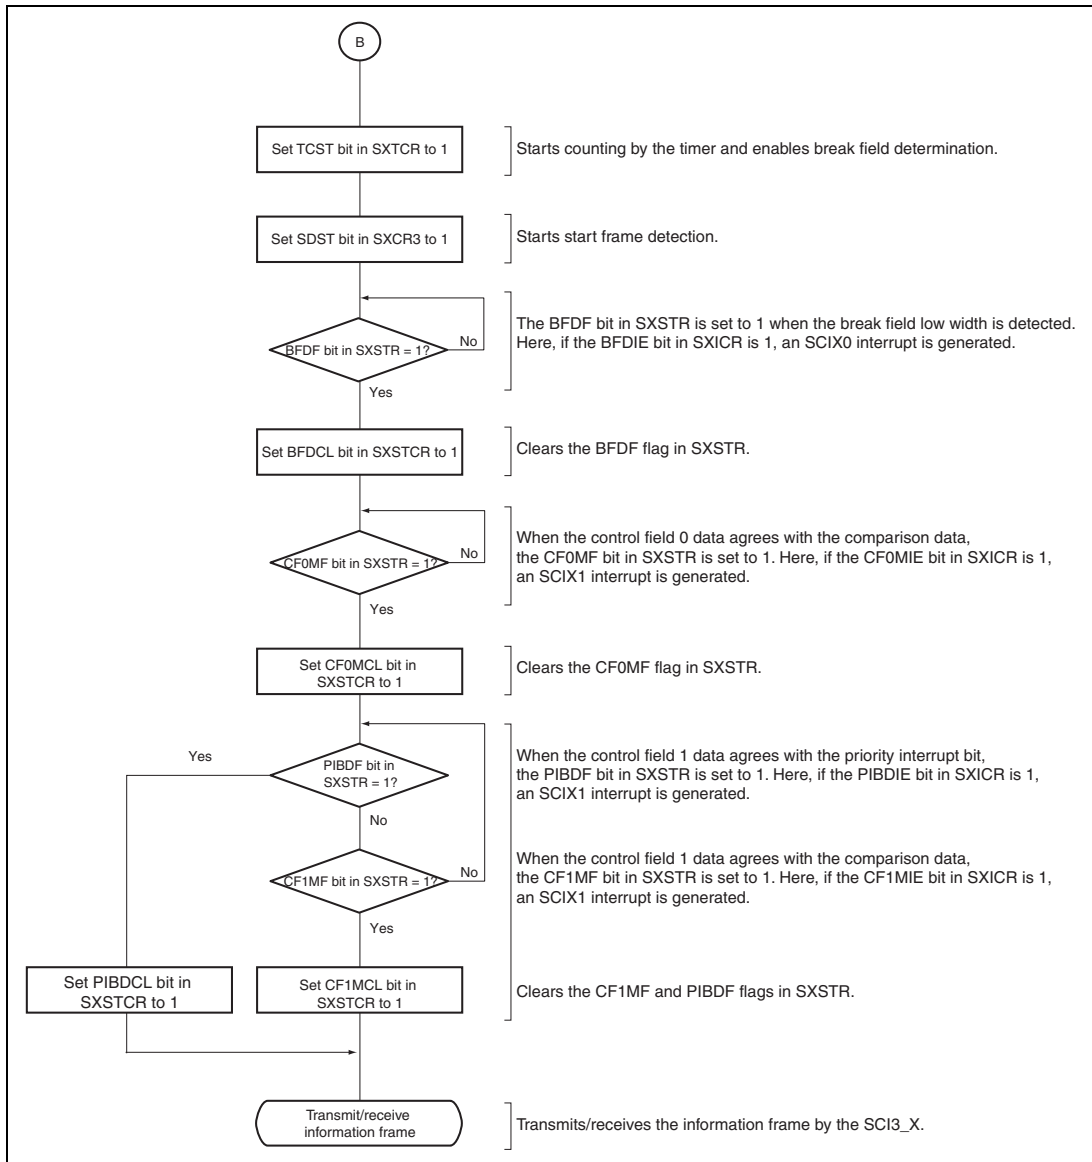 B
Set TCST bit in SXTCR to 1
Starts counting by the timer and enables break field determination.
Set SDST bit in SXCR3 to 1
Starts start frame detection.
BFDF bit in SXSTR = 1?
No
Yes
The BFDF bit in SXSTR is set to 1 when the break field low width is detected.
Here, if the BFDIE bit in SXICR is 1, an SCIX0 interrupt is generated.
Set BFDCL bit in SXSTCR to 1
Clears the BFDF flag in SXSTR.
CF0MF bit in SXSTR = 1?
No
Yes
When the control field 0 data agrees with the comparison data,
the CF0MF bit in SXSTR is set to 1. Here, if the CF0MIE bit in SXICR is 1,
an SCIX1 interrupt is generated.
Set CF0MCL bit in
SXSTCR to 1
Clears the CF0MF flag in SXSTR.
Yes
PIBDF bit in
SXSTR = 1?
No
When the control field 1 data agrees with the priority interrupt bit,
the PIBDF bit in SXSTR is set to 1. Here, if the PIBDIE bit in SXICR is 1,
an SCIX1 interrupt is generated.
CF1MF bit in SXSTR = 1?
No
Yes
When the control field 1 data agrees with the comparison data,
the CF1MF bit in SXSTR is set to 1. Here, if the CF1MIE bit in SXICR is 1,
an SCIX1 interrupt is generated.
Set PIBDCL bit in
SXSTCR to 1
Set CF1MCL bit in
SXSTCR to 1
Clears the CF1MF and PIBDF flags in SXSTR.
Transmit/receive
information frame
Transmits/receives the information frame by the SCI3_X.